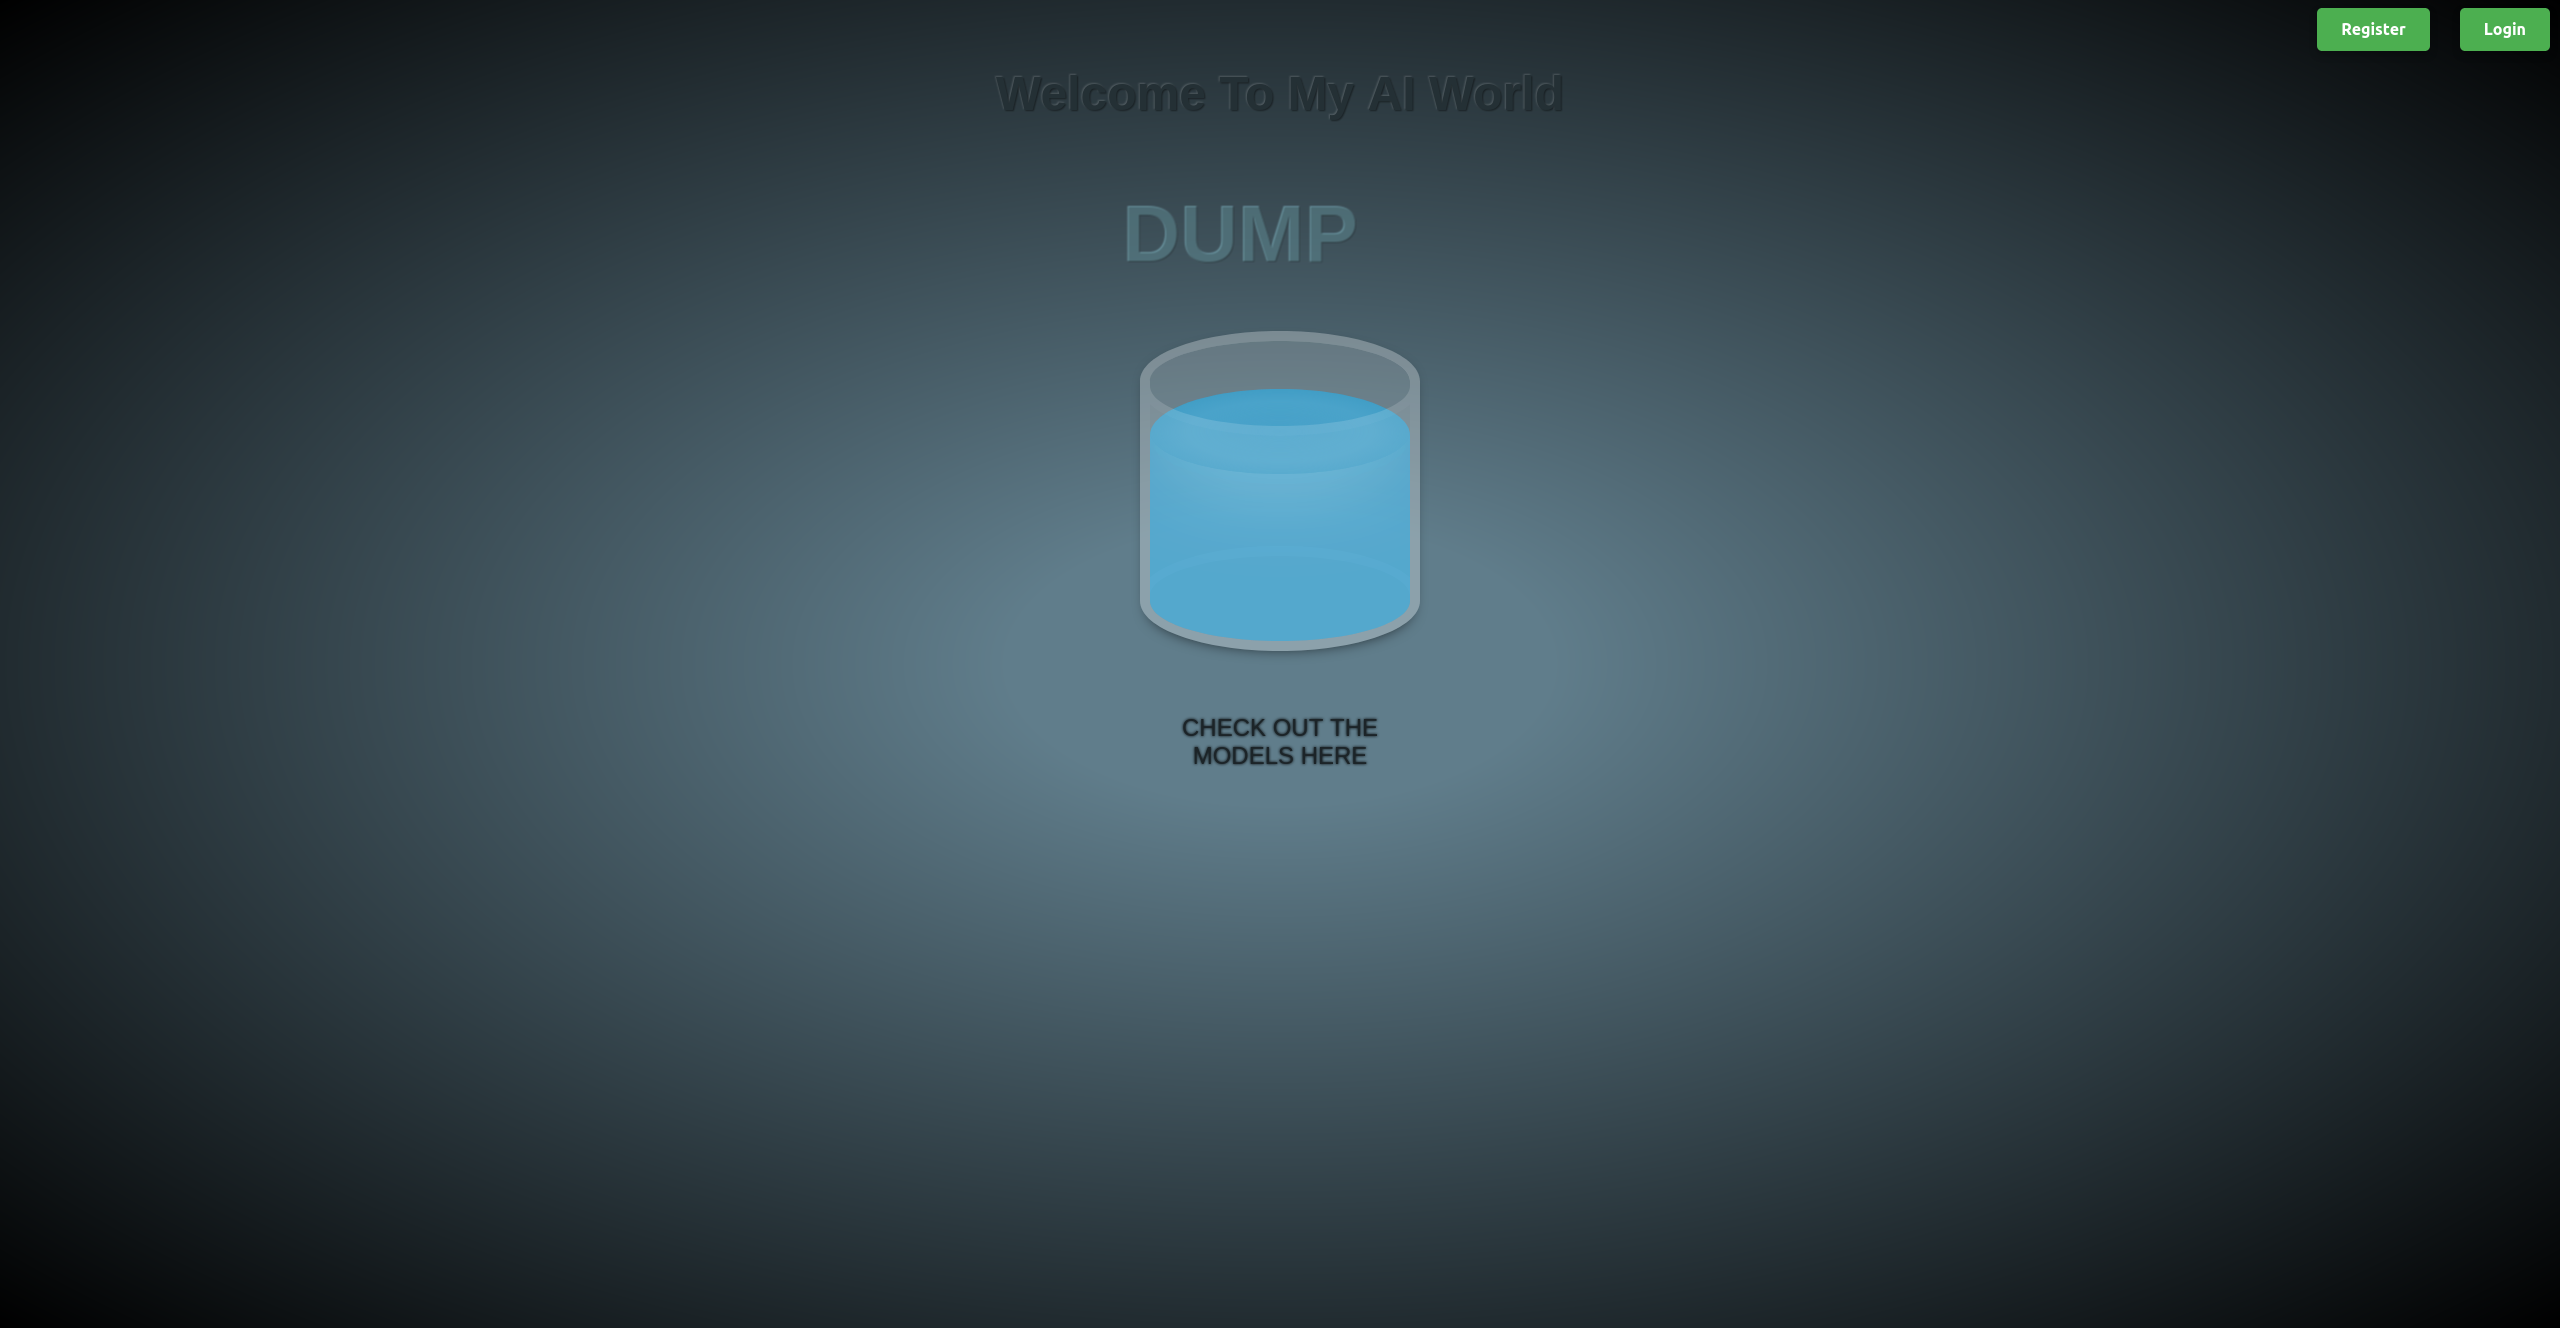 Register
Login
Welcome To My AI World
DUMP
CHECK OUT THE
MODELS HERE